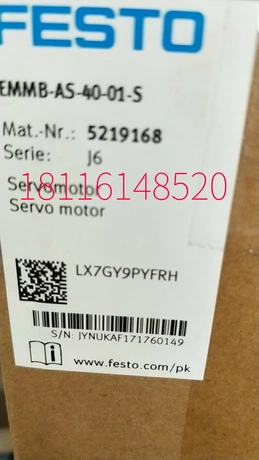 FESTO
EMMB-AS-40-01-S
Mat.-Nr.: 5219168
Serie: J6
Servomotor
18116148520
Servo motor
LX7GY9PYFRH
S/N: JYNUKAF171760149
www.festo.com/pk